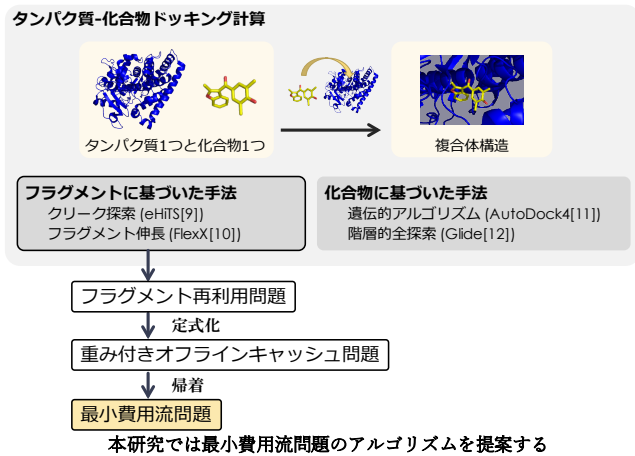 タンパク質-化合物ドッキング計算
タンパク質1つと化合物1つ
複合体構造
フラグメントに基づいた手法
クリーク探索 (eHiTS[9])
フラグメント伸長 (FlexX[10])
化合物に基づいた手法
遺伝的アルゴリズム (AutoDock4[11])
階層的全探索 (Glide[12])
フラグメント再利用問題
定式化
重み付きオフラインキャッシュ問題
帰着
最小費用流問題
本研究では最小費用流問題のアルゴリズムを提案する